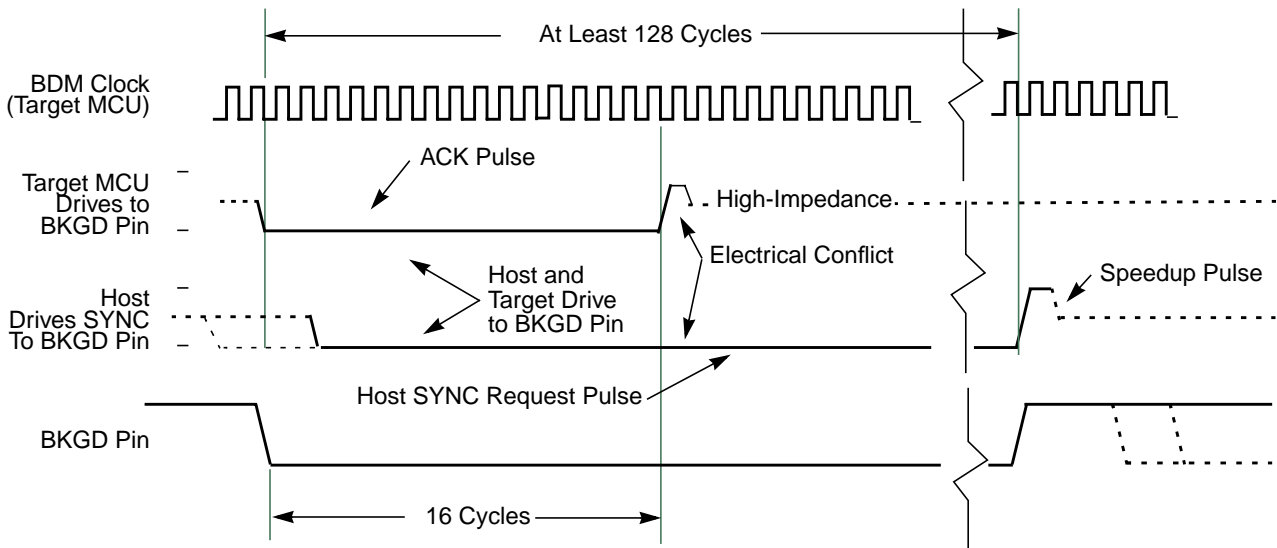 At Least 128 Cycles
BDM Clock
(Target MCU)
ACK Pulse
Target MCU
Drives to
BKGD Pin
High-Impedance
Electrical Conflict
Host and
Target Drive
to BKGD Pin
Speedup Pulse
Host
Drives SYNC
To BKGD Pin
Host SYNC Request Pulse
BKGD Pin
16 Cycles